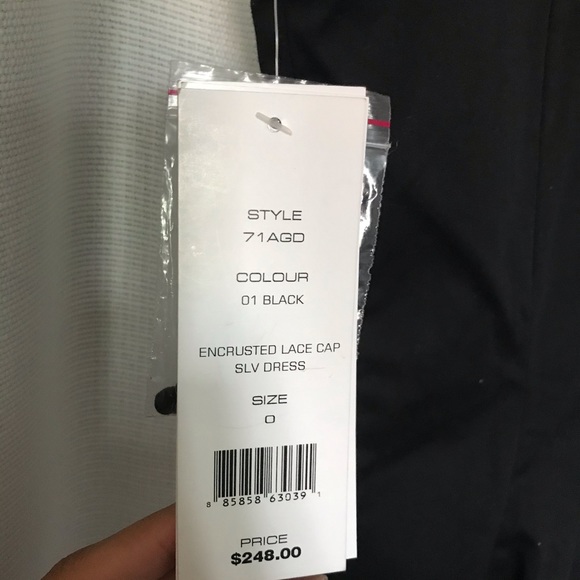 STYLE
71AGD
COLOUR
01 BLACK
ENCRUSTED LACE CAP
SLV DRESS
SIZE
0
8 85858 63039 1
PRICE
$248.00